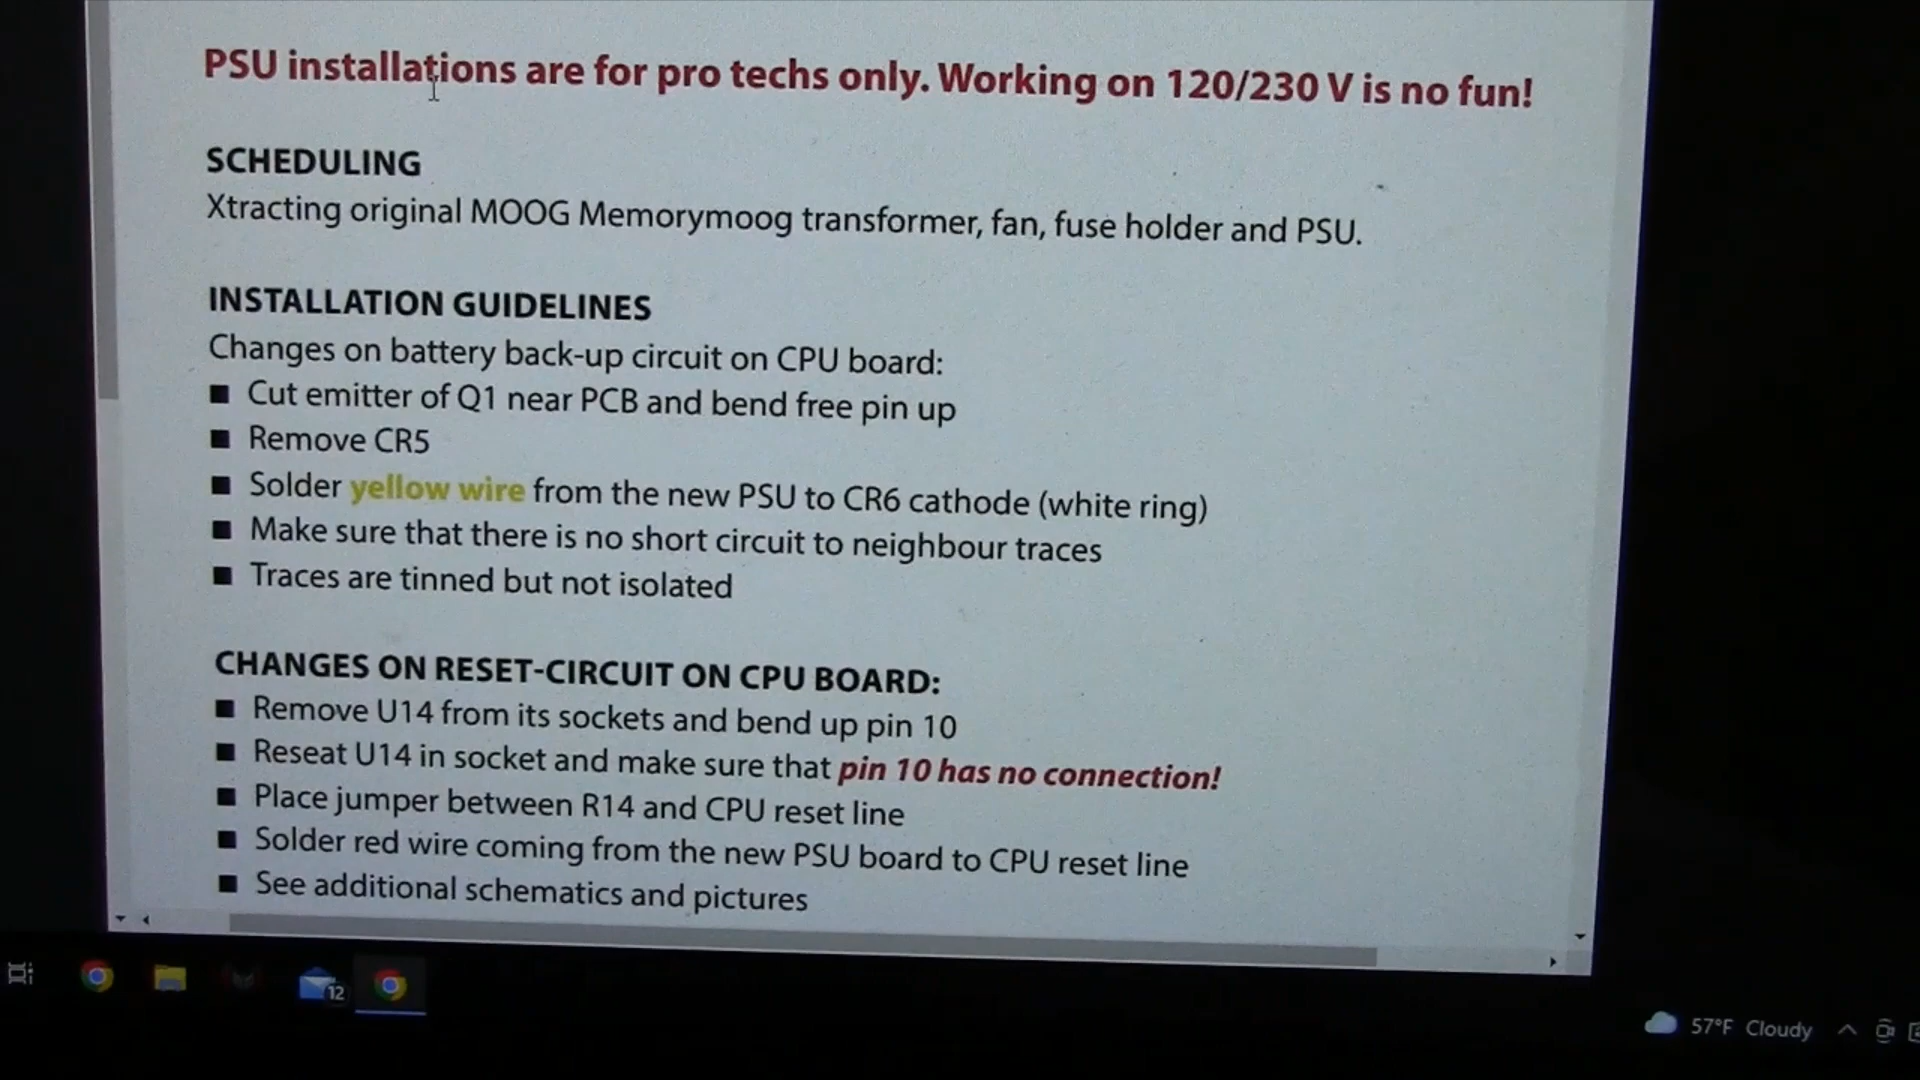 PSU installations are for pro techs only. Working on 120/230 V is no fun!
SCHEDULING
Xtracting original MOOG Memorymoog transformer, fan, fuse holder and PSU.
INSTALLATION GUIDELINES
Changes on battery back-up circuit on CPU board:
■ Cut emitter of Q1 near PCB and bend free pin up
■ Remove CR5
■ Solder yellow wire from the new PSU to CR6 cathode (white ring)
■ Make sure that there is no short circuit to neighbour traces
■ Traces are tinned but not isolated
CHANGES ON RESET-CIRCUIT ON CPU BOARD:
■ Remove U14 from its sockets and bend up pin 10
■ Reseat U14 in socket and make sure that pin 10 has no connection!
■ Place jumper between R14 and CPU reset line
■ Solder red wire coming from the new PSU board to CPU reset line
■ See additional schematics and pictures
12
57°F Cloudy